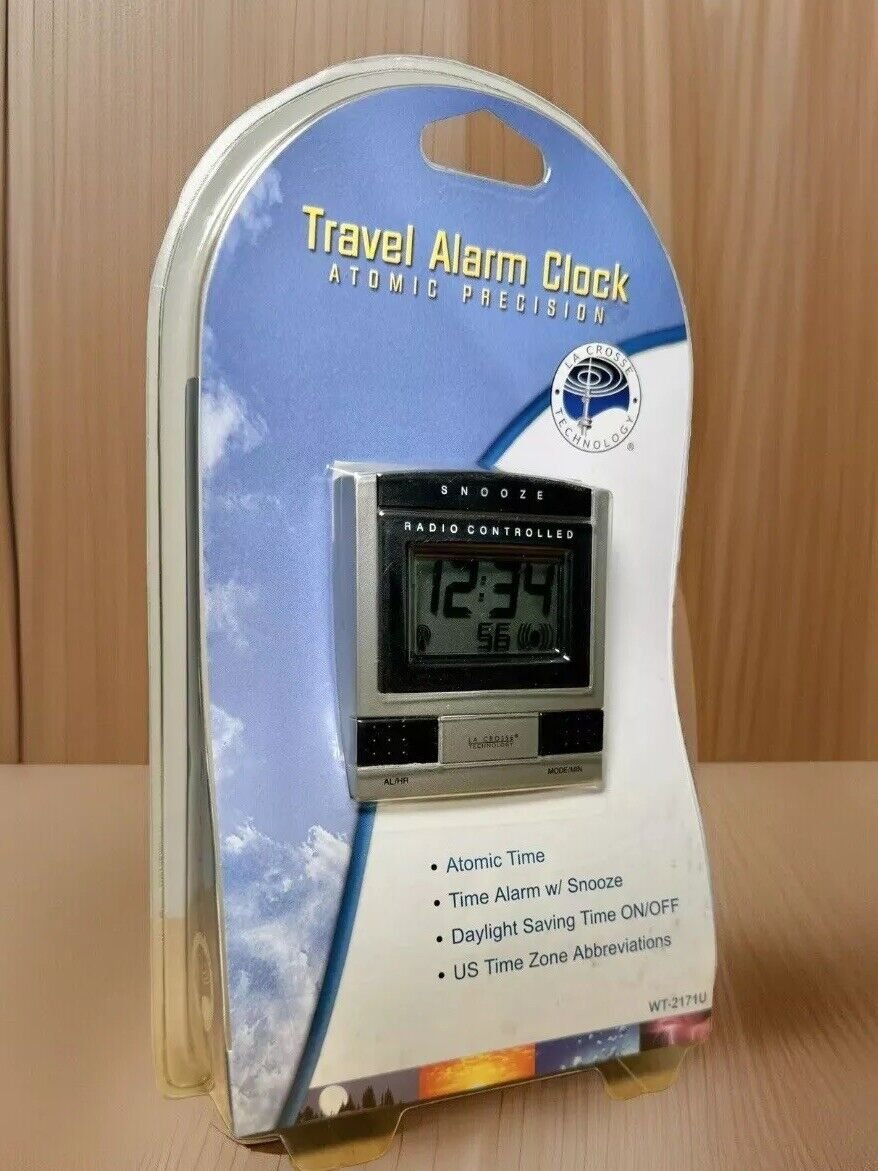 Travel Alarm Clock
ATOMIC PRECISION
LA CROSSE
TECHNOLOGY
®
SNOOZE
RADIO CONTROLLED
12:34
LA CROSSE®
TECHNOLOGY
AL/HR
MODE/MIN
• Atomic Time
• Time Alarm w/ Snooze
• Daylight Saving Time ON/OFF
• US Time Zone Abbreviations
WT-2171U